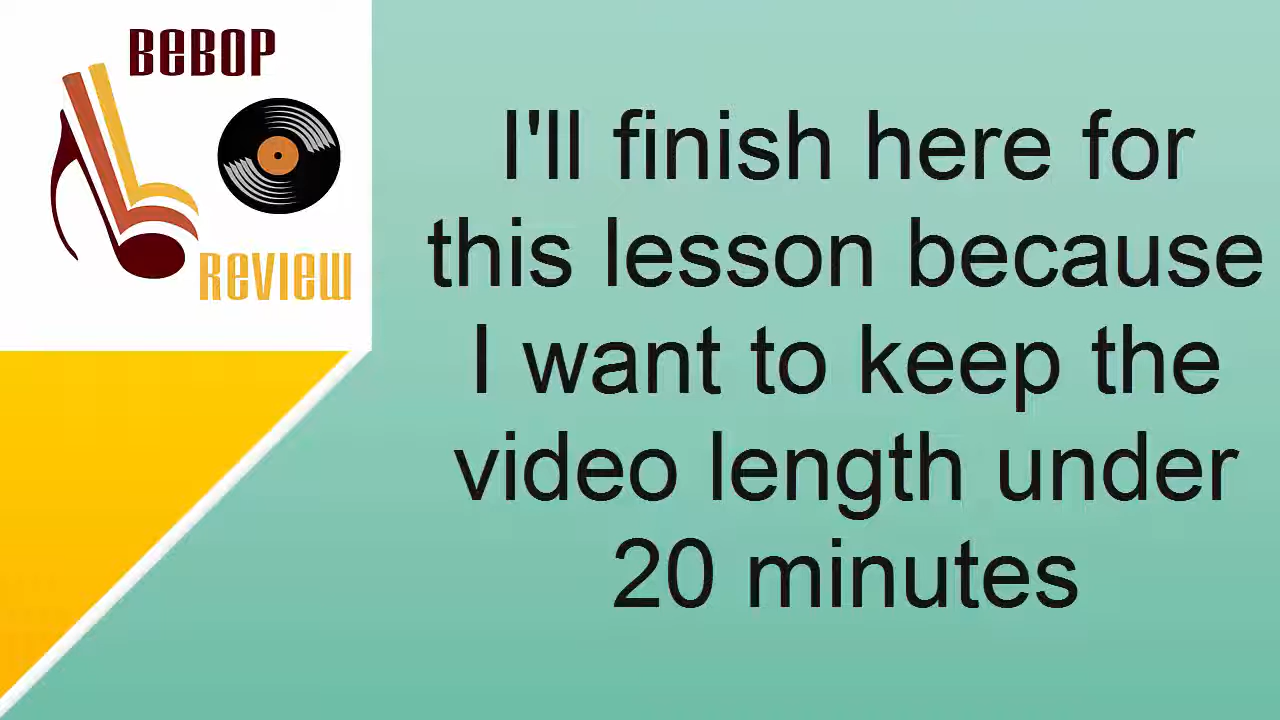 BEBOP
REVIEW
I'll finish here for
this lesson because
I want to keep the
video length under
20 minutes